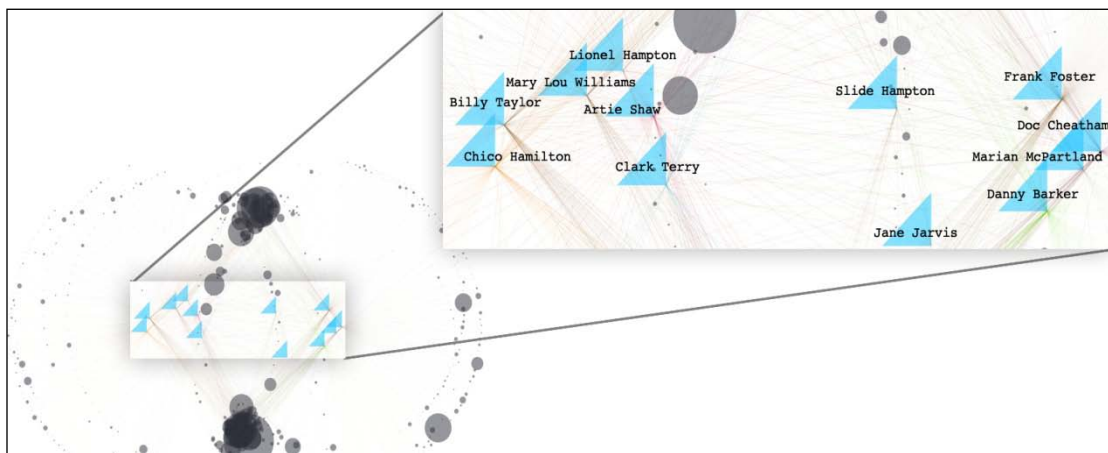 Lionel Hampton
Mary Lou Williams
Billy Taylor
Artie Shaw
Chico Hamilton
Clark Terry
Slide Hampton
Frank Foster
Doc Cheatham
Marian McPartland
Danny Barker
Jane Jarvis